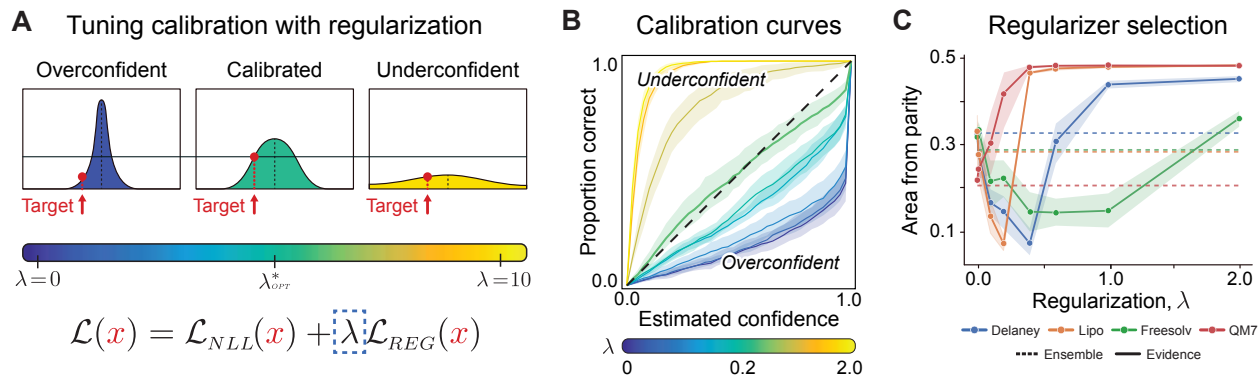 A
Tuning calibration with regularization
Overconfident
Calibrated
Underconfident
Target
Target
Target
λ=0
λ*OPT
λ=10
ℒ(x) = ℒNLL(x) + λℒREG(x)
B
Calibration curves
Proportion correct
1.0
0.0
Underconfident
Overconfident
0.0
1.0
Estimated confidence
λ
0.0
0.2
2.0
C
Regularizer selection
Area from parity
0.5
0.3
0.1
0.0
1.0
2.0
Regularization, λ
Delaney
Lipo
Freesolv
QM7
Ensemble
Evidence